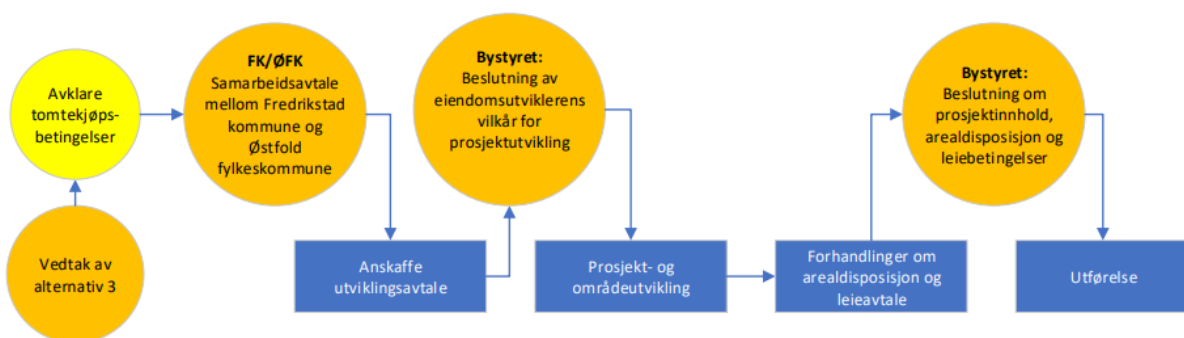 Vedtak av
alternativ 3
Avklare
tomtekjøps-
betingelser
FK/ØFK
Samarbeidsavtale
mellom Fredrikstad
kommune og
Østfold
fylkeskommune
Anskaffe
utviklingsavtale
Bystyret:
Beslutning av
eiendomsutviklerens
vilkår for
prosjektutvikling
Prosjekt- og
områdeutvikling
Forhandlinger om
arealdisposisjon og
leieavtale
Bystyret:
Beslutning om
prosjektinnhold,
arealdisposisjon og
leiebetingelser
Utførelse